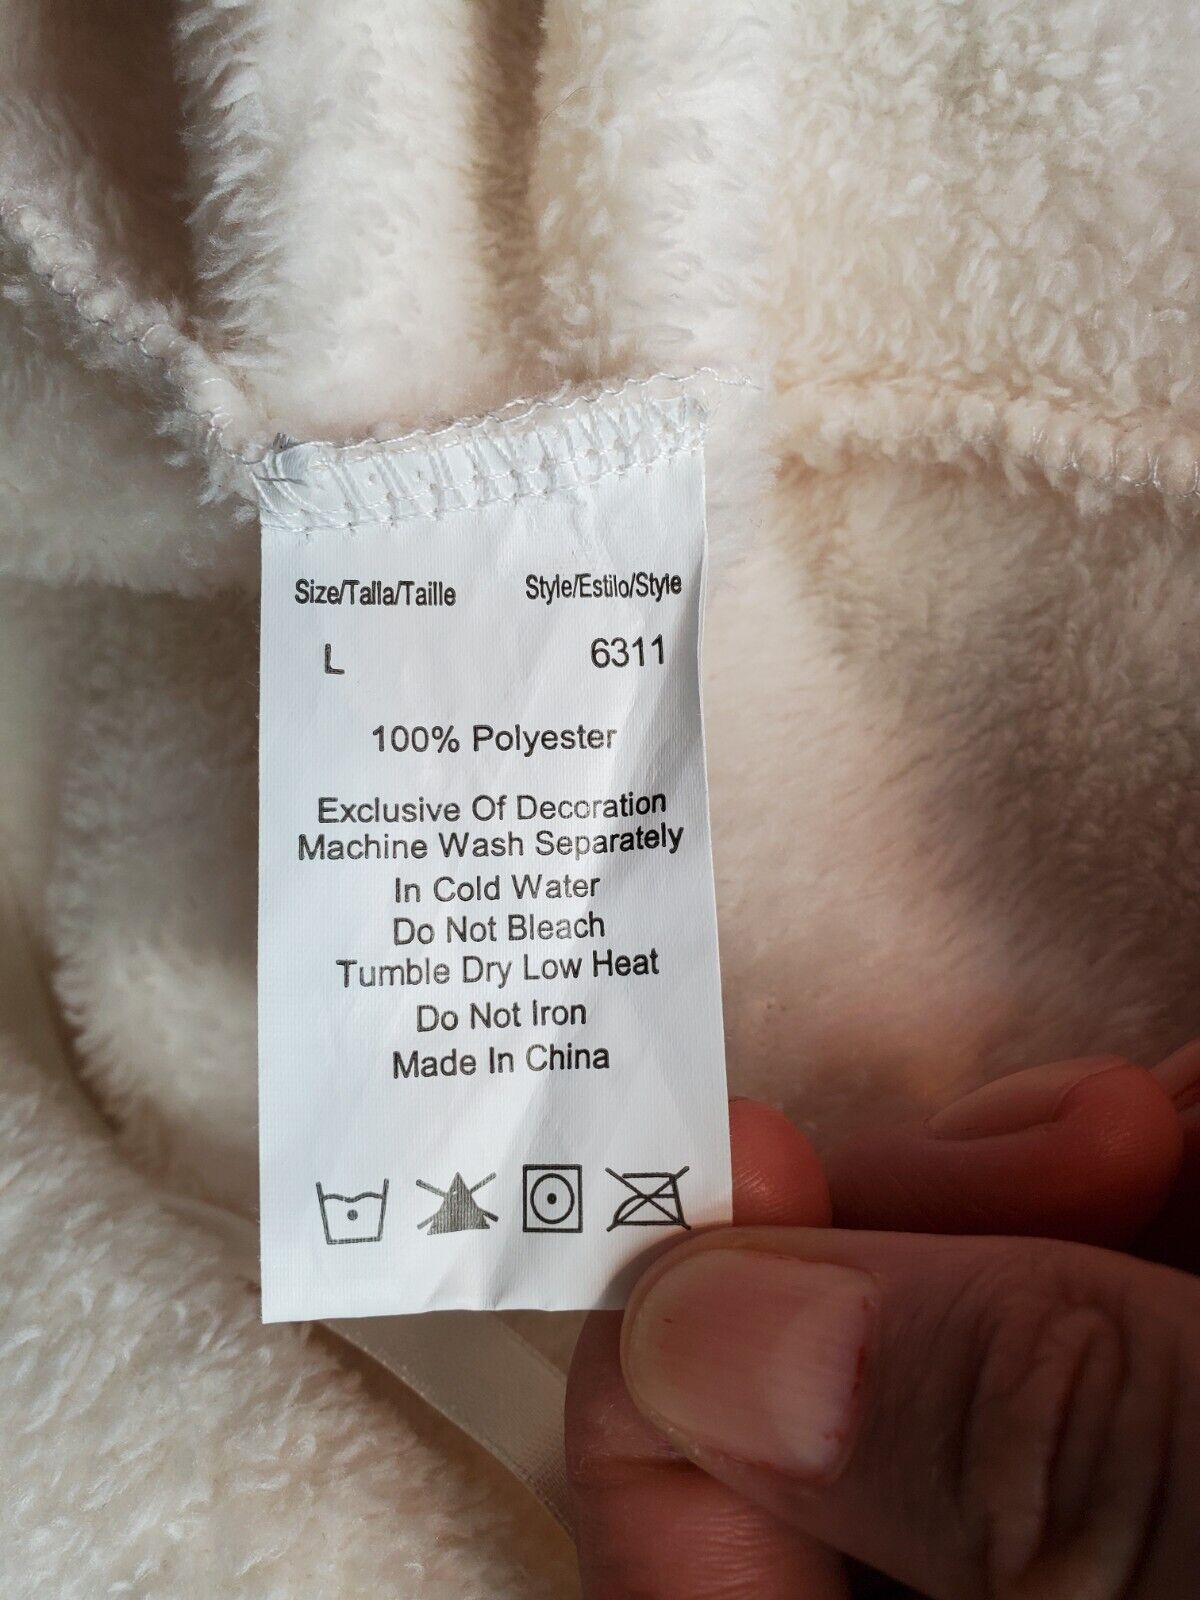 Size/Talla/Taille Style/Estilo/Style
L 6311
100% Polyester
Exclusive Of Decoration
Machine Wash Separately
In Cold Water
Do Not Bleach
Tumble Dry Low Heat
Do Not Iron
Made In China